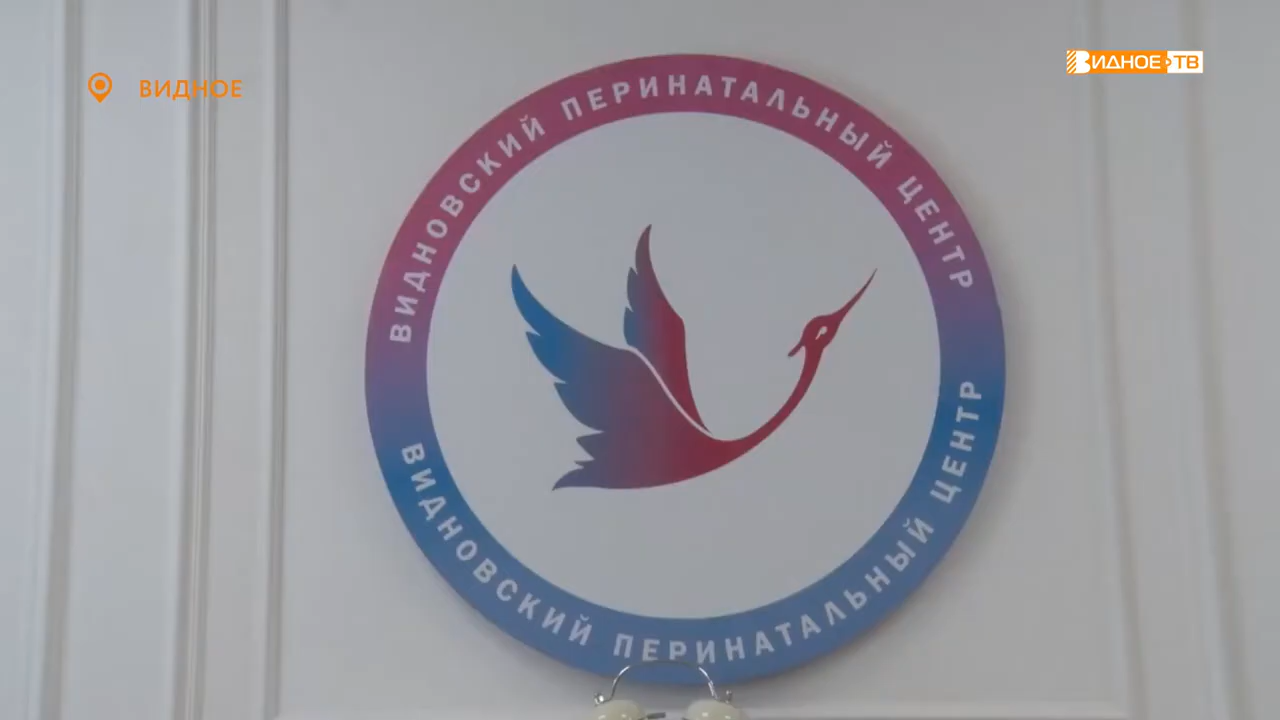 ВИДНОЕ
ВИДНОЕ ТВ
ВИДНОВСКИЙ ПЕРИНАТАЛЬНЫЙ ЦЕНТР
ВИДНОВСКИЙ ПЕРИНАТАЛЬНЫЙ ЦЕНТР